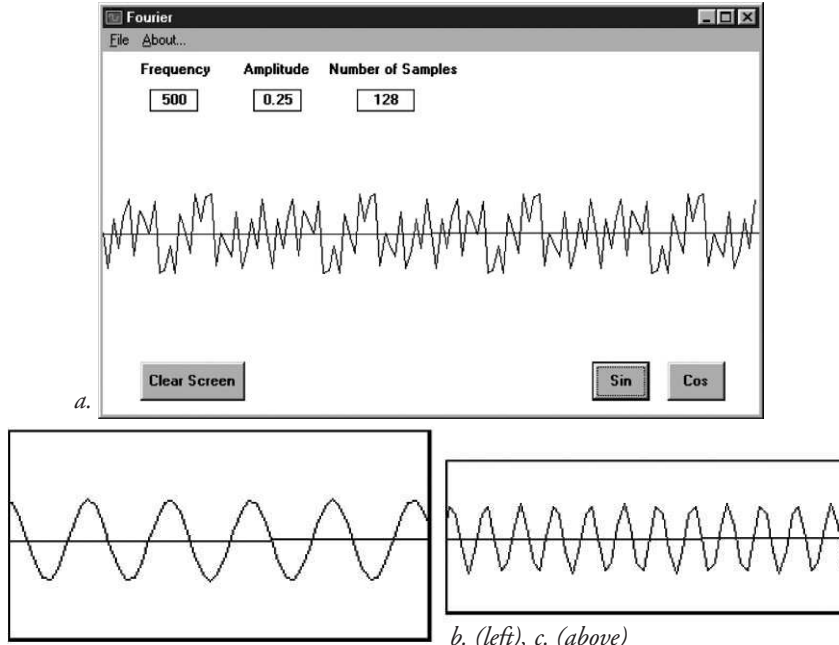 Fourier
File About...
Frequency Amplitude Number of Samples
500 0.25 128
Clear Screen Sin Cos
a.
b. (left), c. (above)